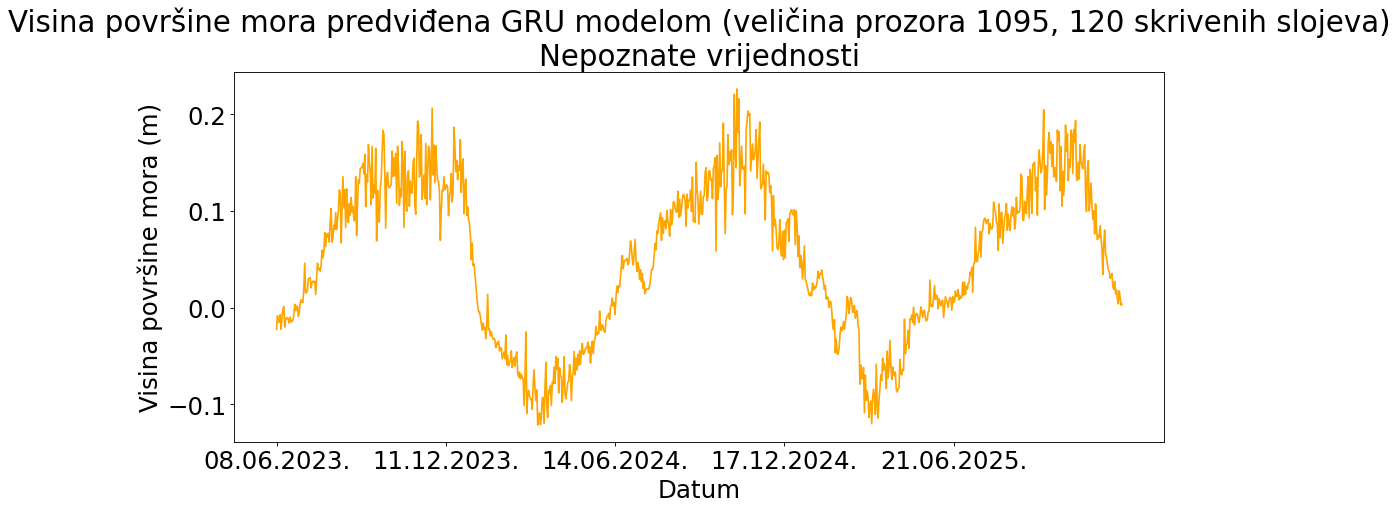 Visina površine mora predviđena GRU modelom (veličina prozora 1095, 120 skrivenih slojeva)
Nepoznate vrijednosti
Visina površine mora (m)
0.2
0.1
0.0
−0.1
08.06.2023. 11.12.2023. 14.06.2024. 17.12.2024. 21.06.2025.
Datum